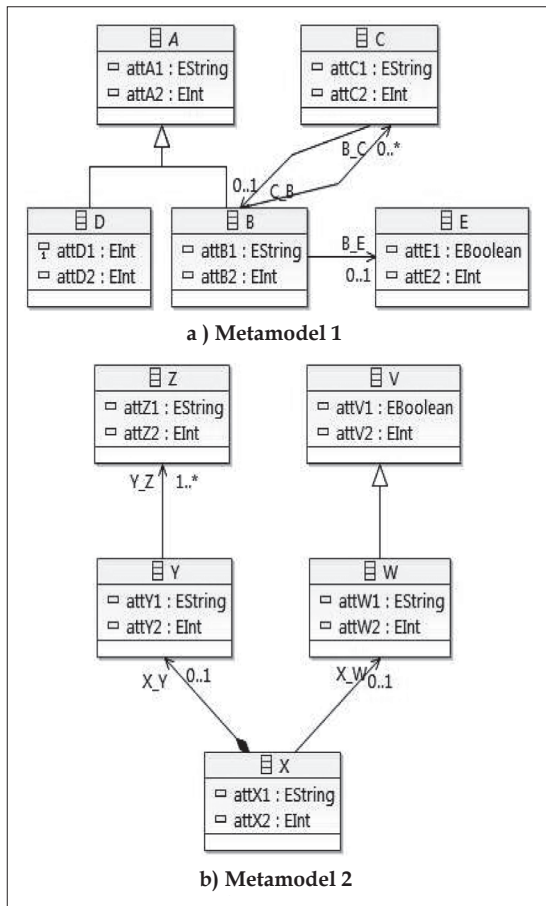 A
attA1 : EString
attA2 : EInt
C
attC1 : EString
attC2 : EInt
B_C
0..*
0..1
C_B
D
1
attD1 : EInt
attD2 : EInt
B
attB1 : EString
attB2 : EInt
B_E
0..1
E
attE1 : EBoolean
attE2 : EInt
a ) Metamodel 1
Z
attZ1 : EString
attZ2 : EInt
V
attV1 : EBoolean
attV2 : EInt
Y_Z
1..*
Y
attY1 : EString
attY2 : EInt
W
attW1 : EString
attW2 : EInt
X_Y
0..1
X_W
0..1
X
attX1 : EString
attX2 : EInt
b) Metamodel 2